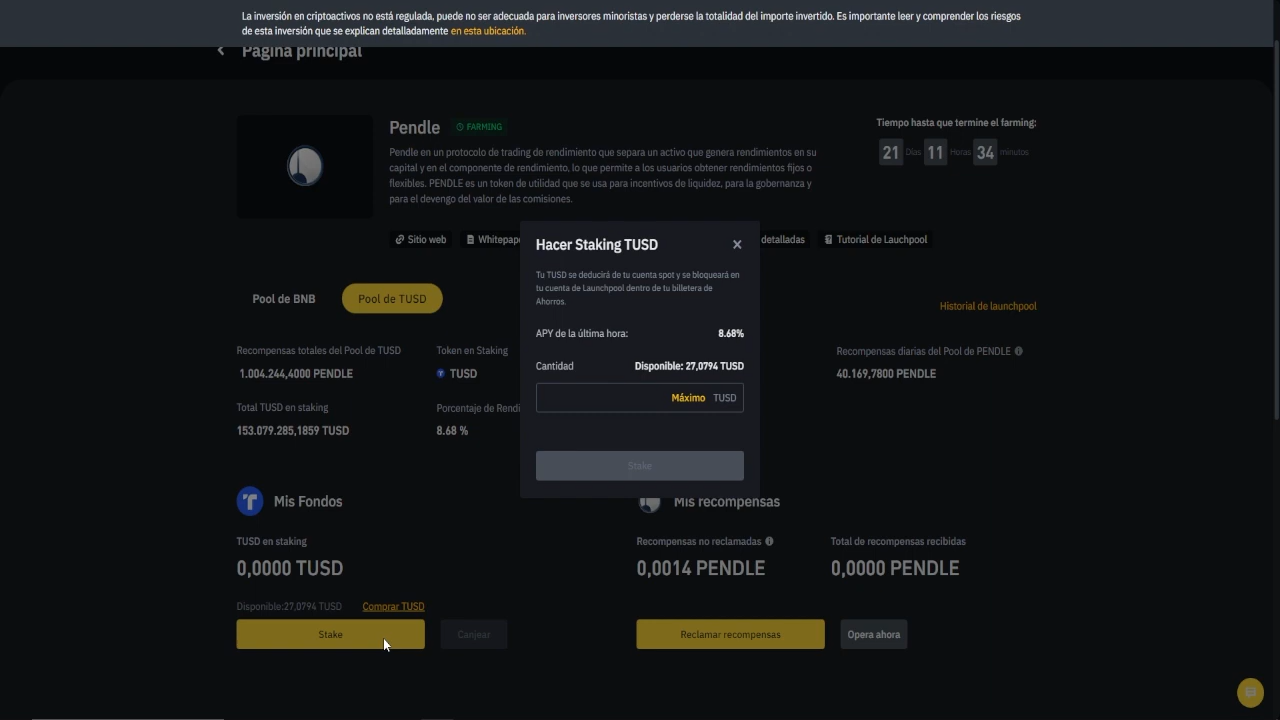 La inversión en criptoactivos no está regulada, puede no ser adecuada para inversores minoristas y perderse la totalidad del importe invertido. Es importante leer y comprender los riesgos
de esta inversión que se explican detalladamente en esta ubicación.
Página principal
Pendle
FARMING
Tiempo hasta que termine el farming:
21 Días 11 Horas 34 minutos
Pendle en un protocolo de trading de rendimiento que separa un activo que genera rendimientos en su
capital y en el componente de rendimiento, lo que permite a los usuarios obtener rendimientos fijos o
flexibles. PENDLE es un token de utilidad que se usa para incentivos de liquidez, para la gobernanza y
para el devengo del valor de las comisiones.
Sitio web
Whitepape
detalladas
Tutorial de Lauchpool
Hacer Staking TUSD
Tu TUSD se deducirá de tu cuenta spot y se bloqueará en
tu cuenta de Launchpool dentro de tu billetera de
Ahorros.
APY de la última hora: 8.68%
Cantidad Disponible: 27,0794 TUSD
Máximo TUSD
Stake
Pool de BNB
Pool de TUSD
Historial de launchpool
Recompensas totales del Pool de TUSD
1.004.244,4000 PENDLE
Token en Staking
TUSD
Recompensas diarias del Pool de PENDLE
40.169,7800 PENDLE
Total TUSD en staking
153.079.285,1859 TUSD
Porcentaje de Rendi
8.68 %
Mis Fondos
TUSD en staking
0,0000 TUSD
Disponible:27,0794 TUSD
Comprar TUSD
Stake
Canjear
Mis recompensas
Recompensas no reclamadas
0,0014 PENDLE
Total de recompensas recibidas
0,0000 PENDLE
Reclamar recompensas
Opera ahora